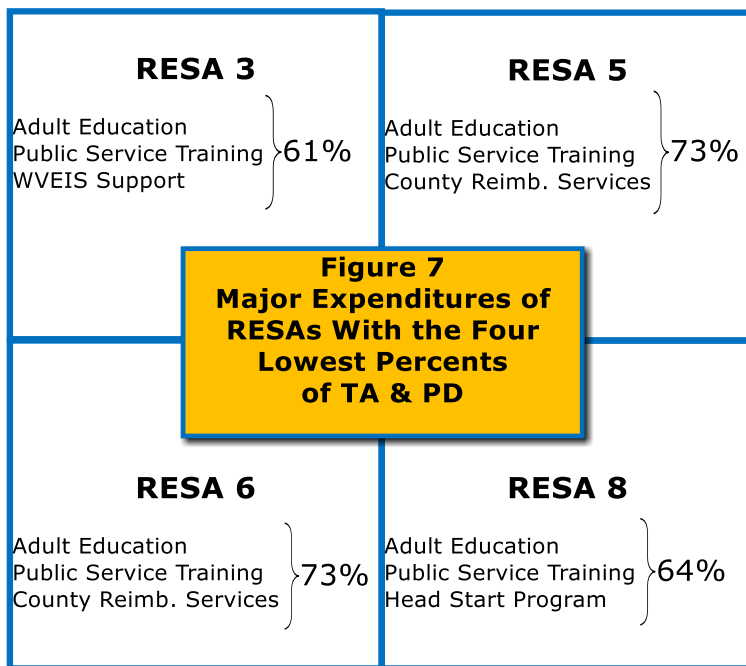 RESA 3
Adult Education
Public Service Training
WVEIS Support
61%
RESA 5
Adult Education
Public Service Training
County Reimb. Services
73%
Figure 7
Major Expenditures of
RESAs With the Four
Lowest Percents
of TA & PD
RESA 6
Adult Education
Public Service Training
County Reimb. Services
73%
RESA 8
Adult Education
Public Service Training
Head Start Program
64%